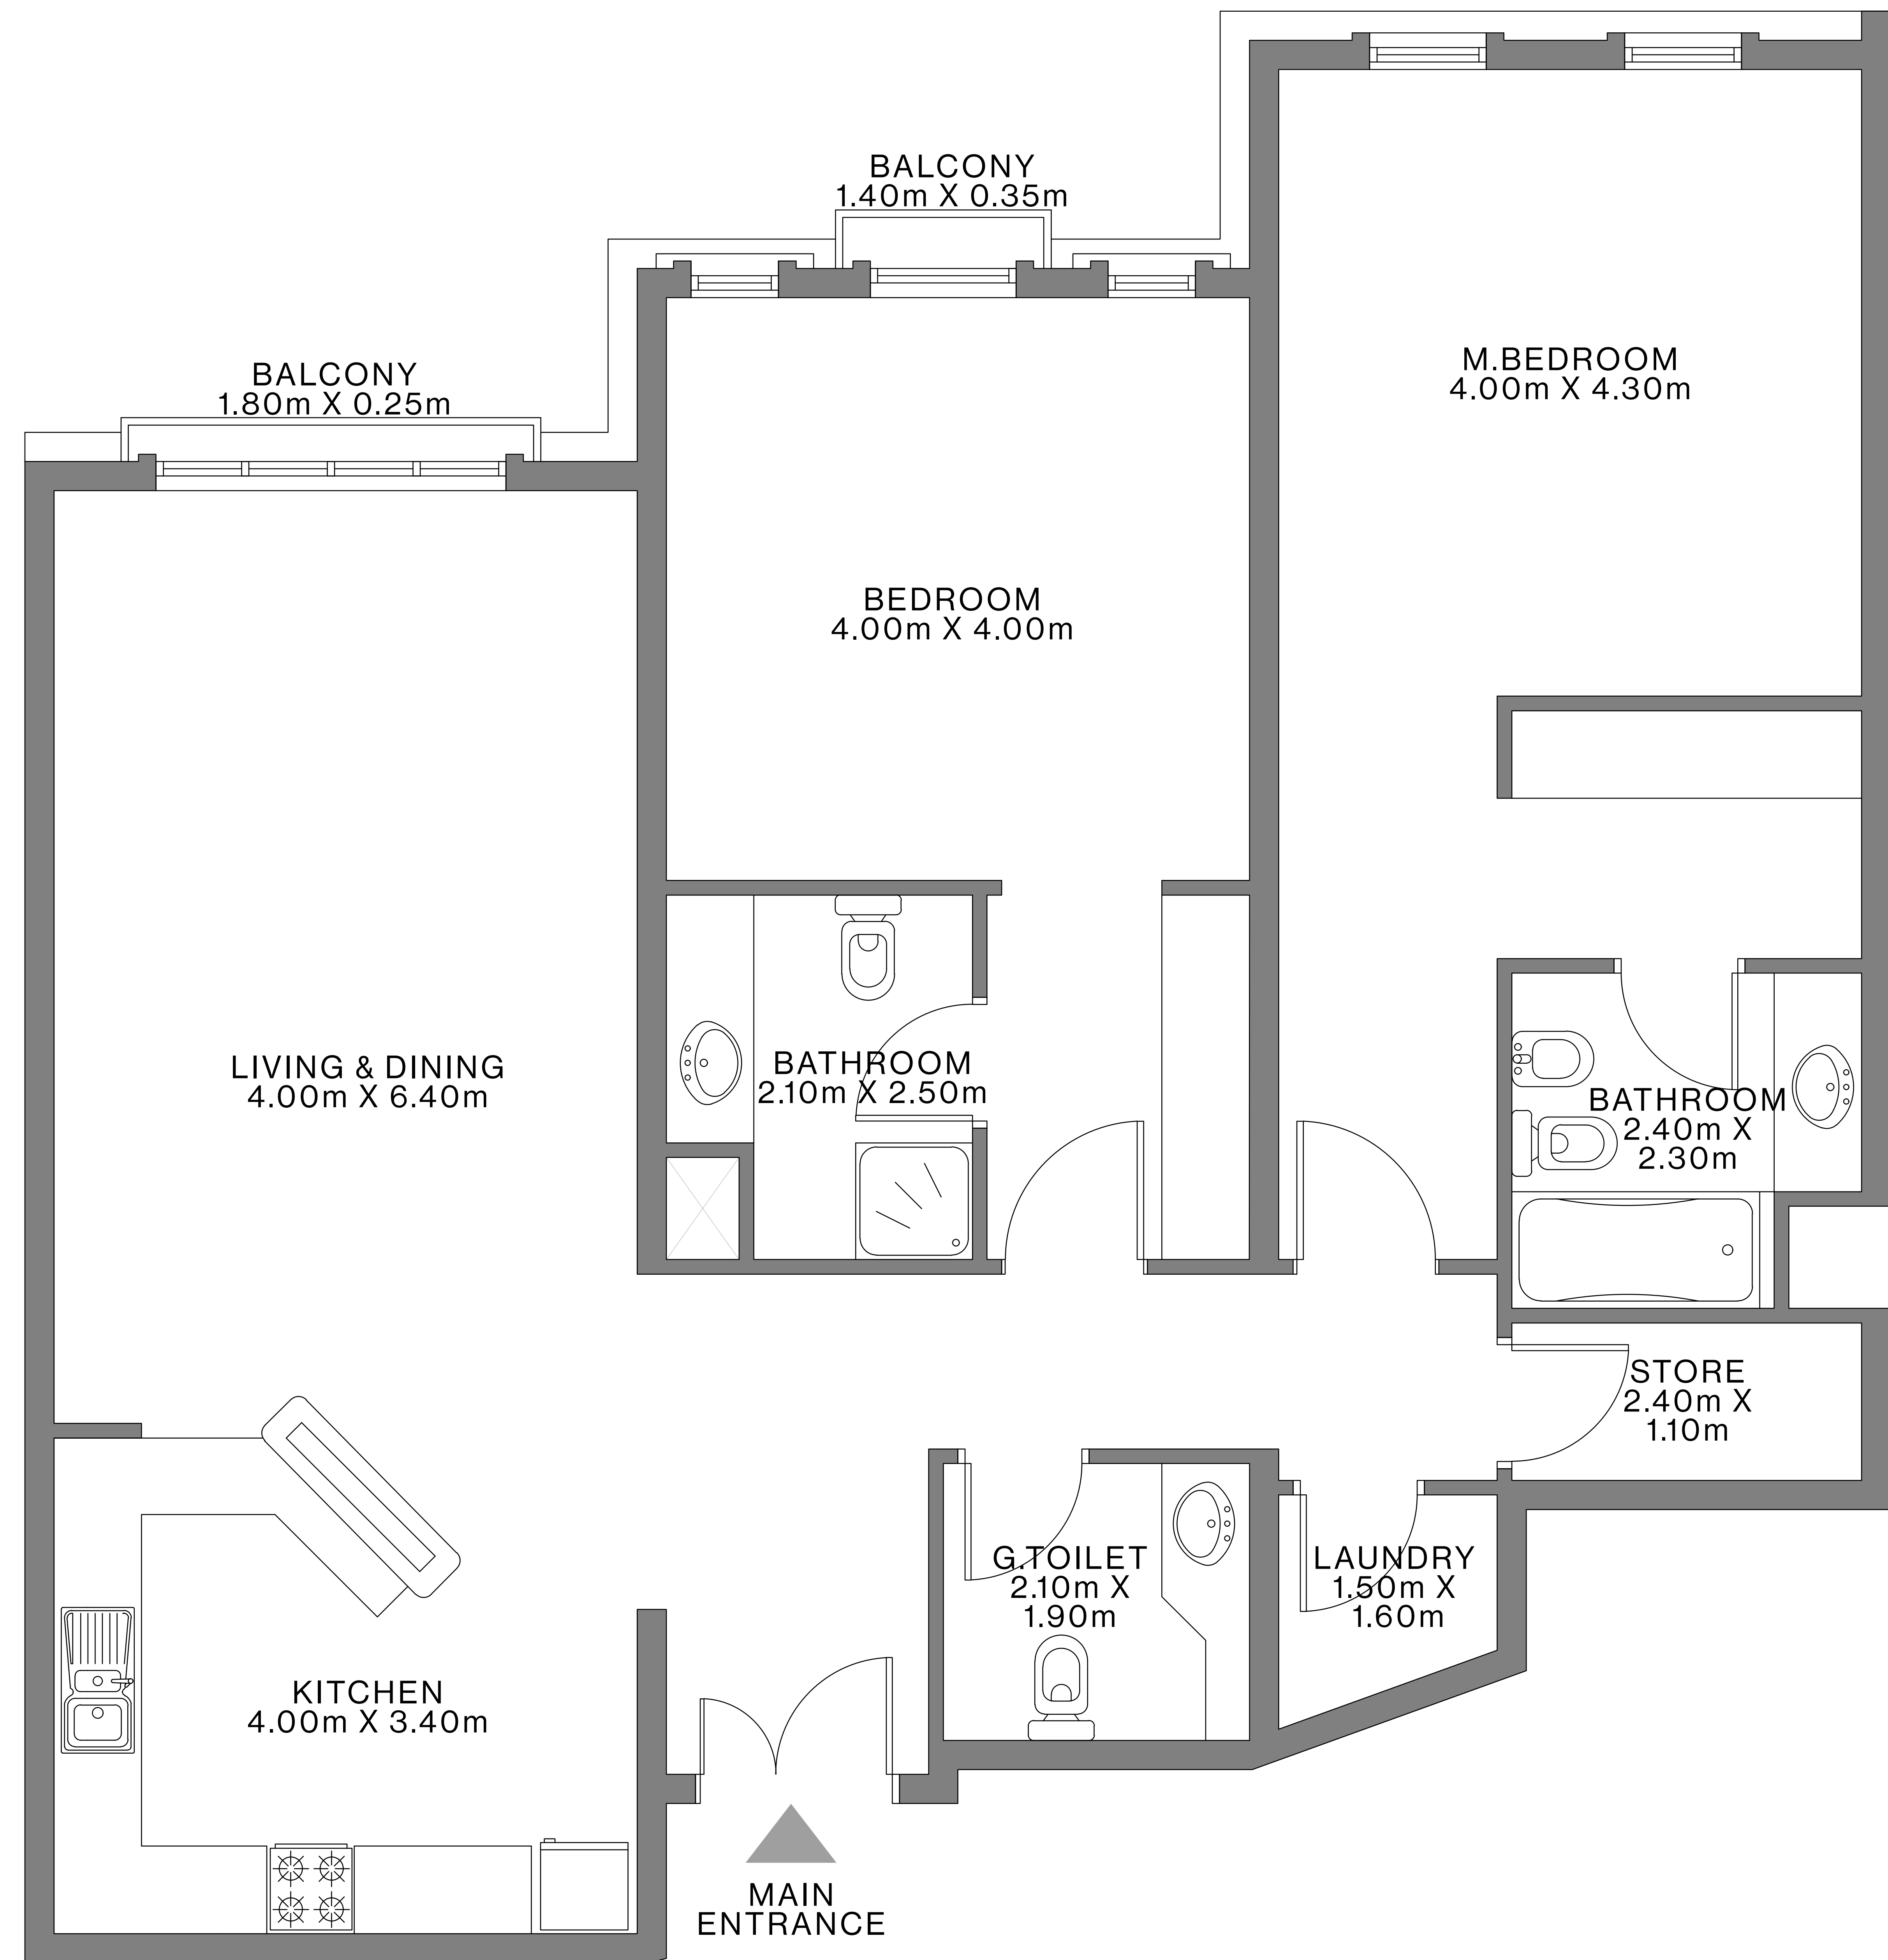 BALCONY
1.40m X 0.35m
M.BEDROOM
4.00m X 4.30m
BALCONY
1.80m X 0.25m
BEDROOM
4.00m X 4.00m
LIVING & DINING
4.00m X 6.40m
BATHROOM
2.10m X 2.50m
BATHROOM
2.40m X
2.30m
STORE
2.40m X
1.10m
G.TOILET
2.10m X
1.90m
LAUNDRY
1.50m X
1.60m
KITCHEN
4.00m X 3.40m
MAIN
ENTRANCE